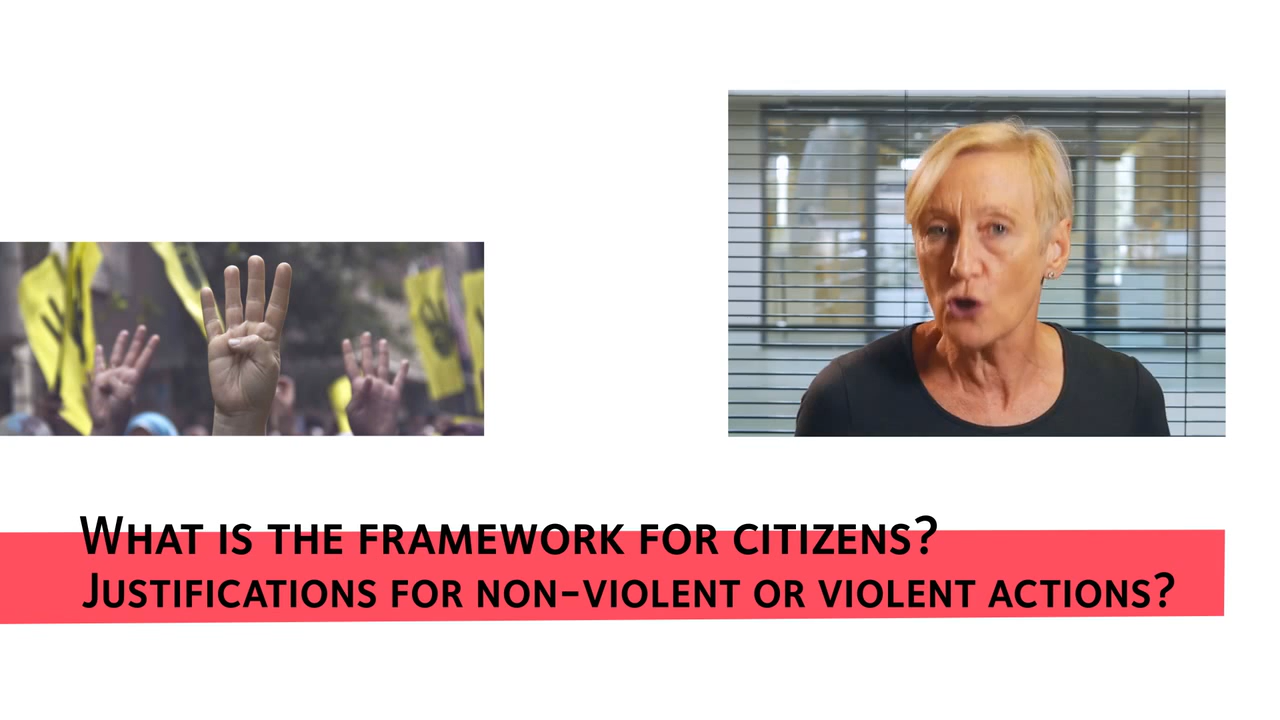 What is the framework for citizens?
Justifications for non-violent or violent actions?